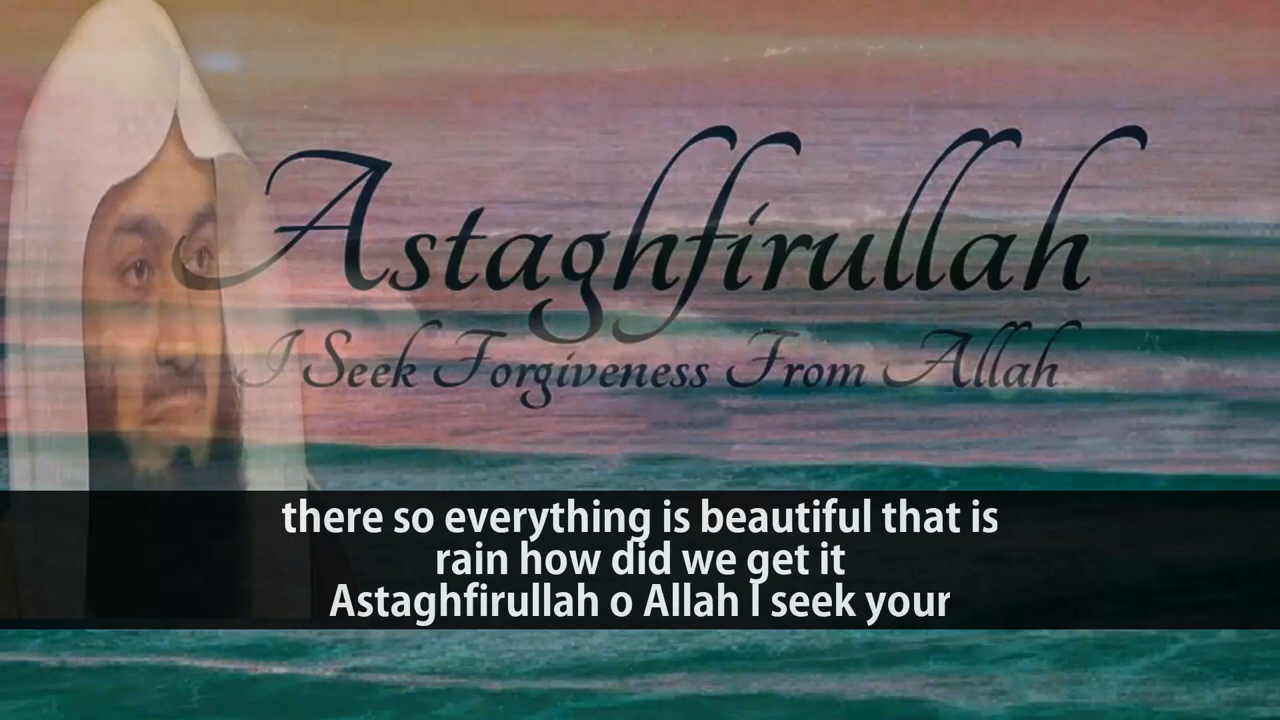 Astaghfirullah
I Seek Forgiveness From Allah
there so everything is beautiful that is
rain how did we get it
Astaghfirullah o Allah I seek your